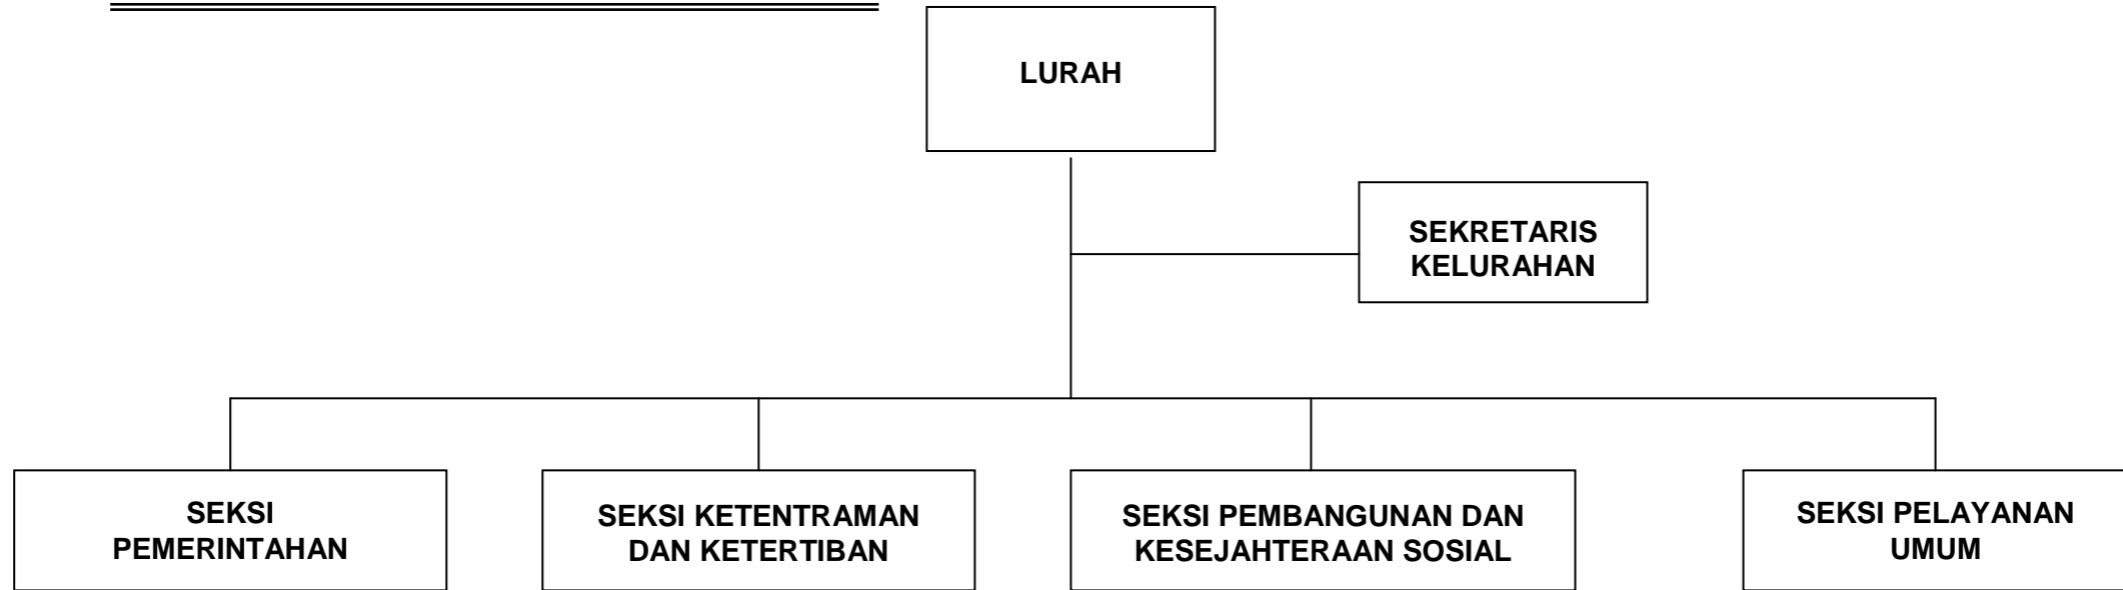 LURAH
SEKRETARIS
KELURAHAN
SEKSI
PEMERINTAHAN
SEKSI KETENTRAMAN
DAN KETERTIBAN
SEKSI PEMBANGUNAN DAN
KESEJAHTERAAN SOSIAL
SEKSI PELAYANAN
UMUM